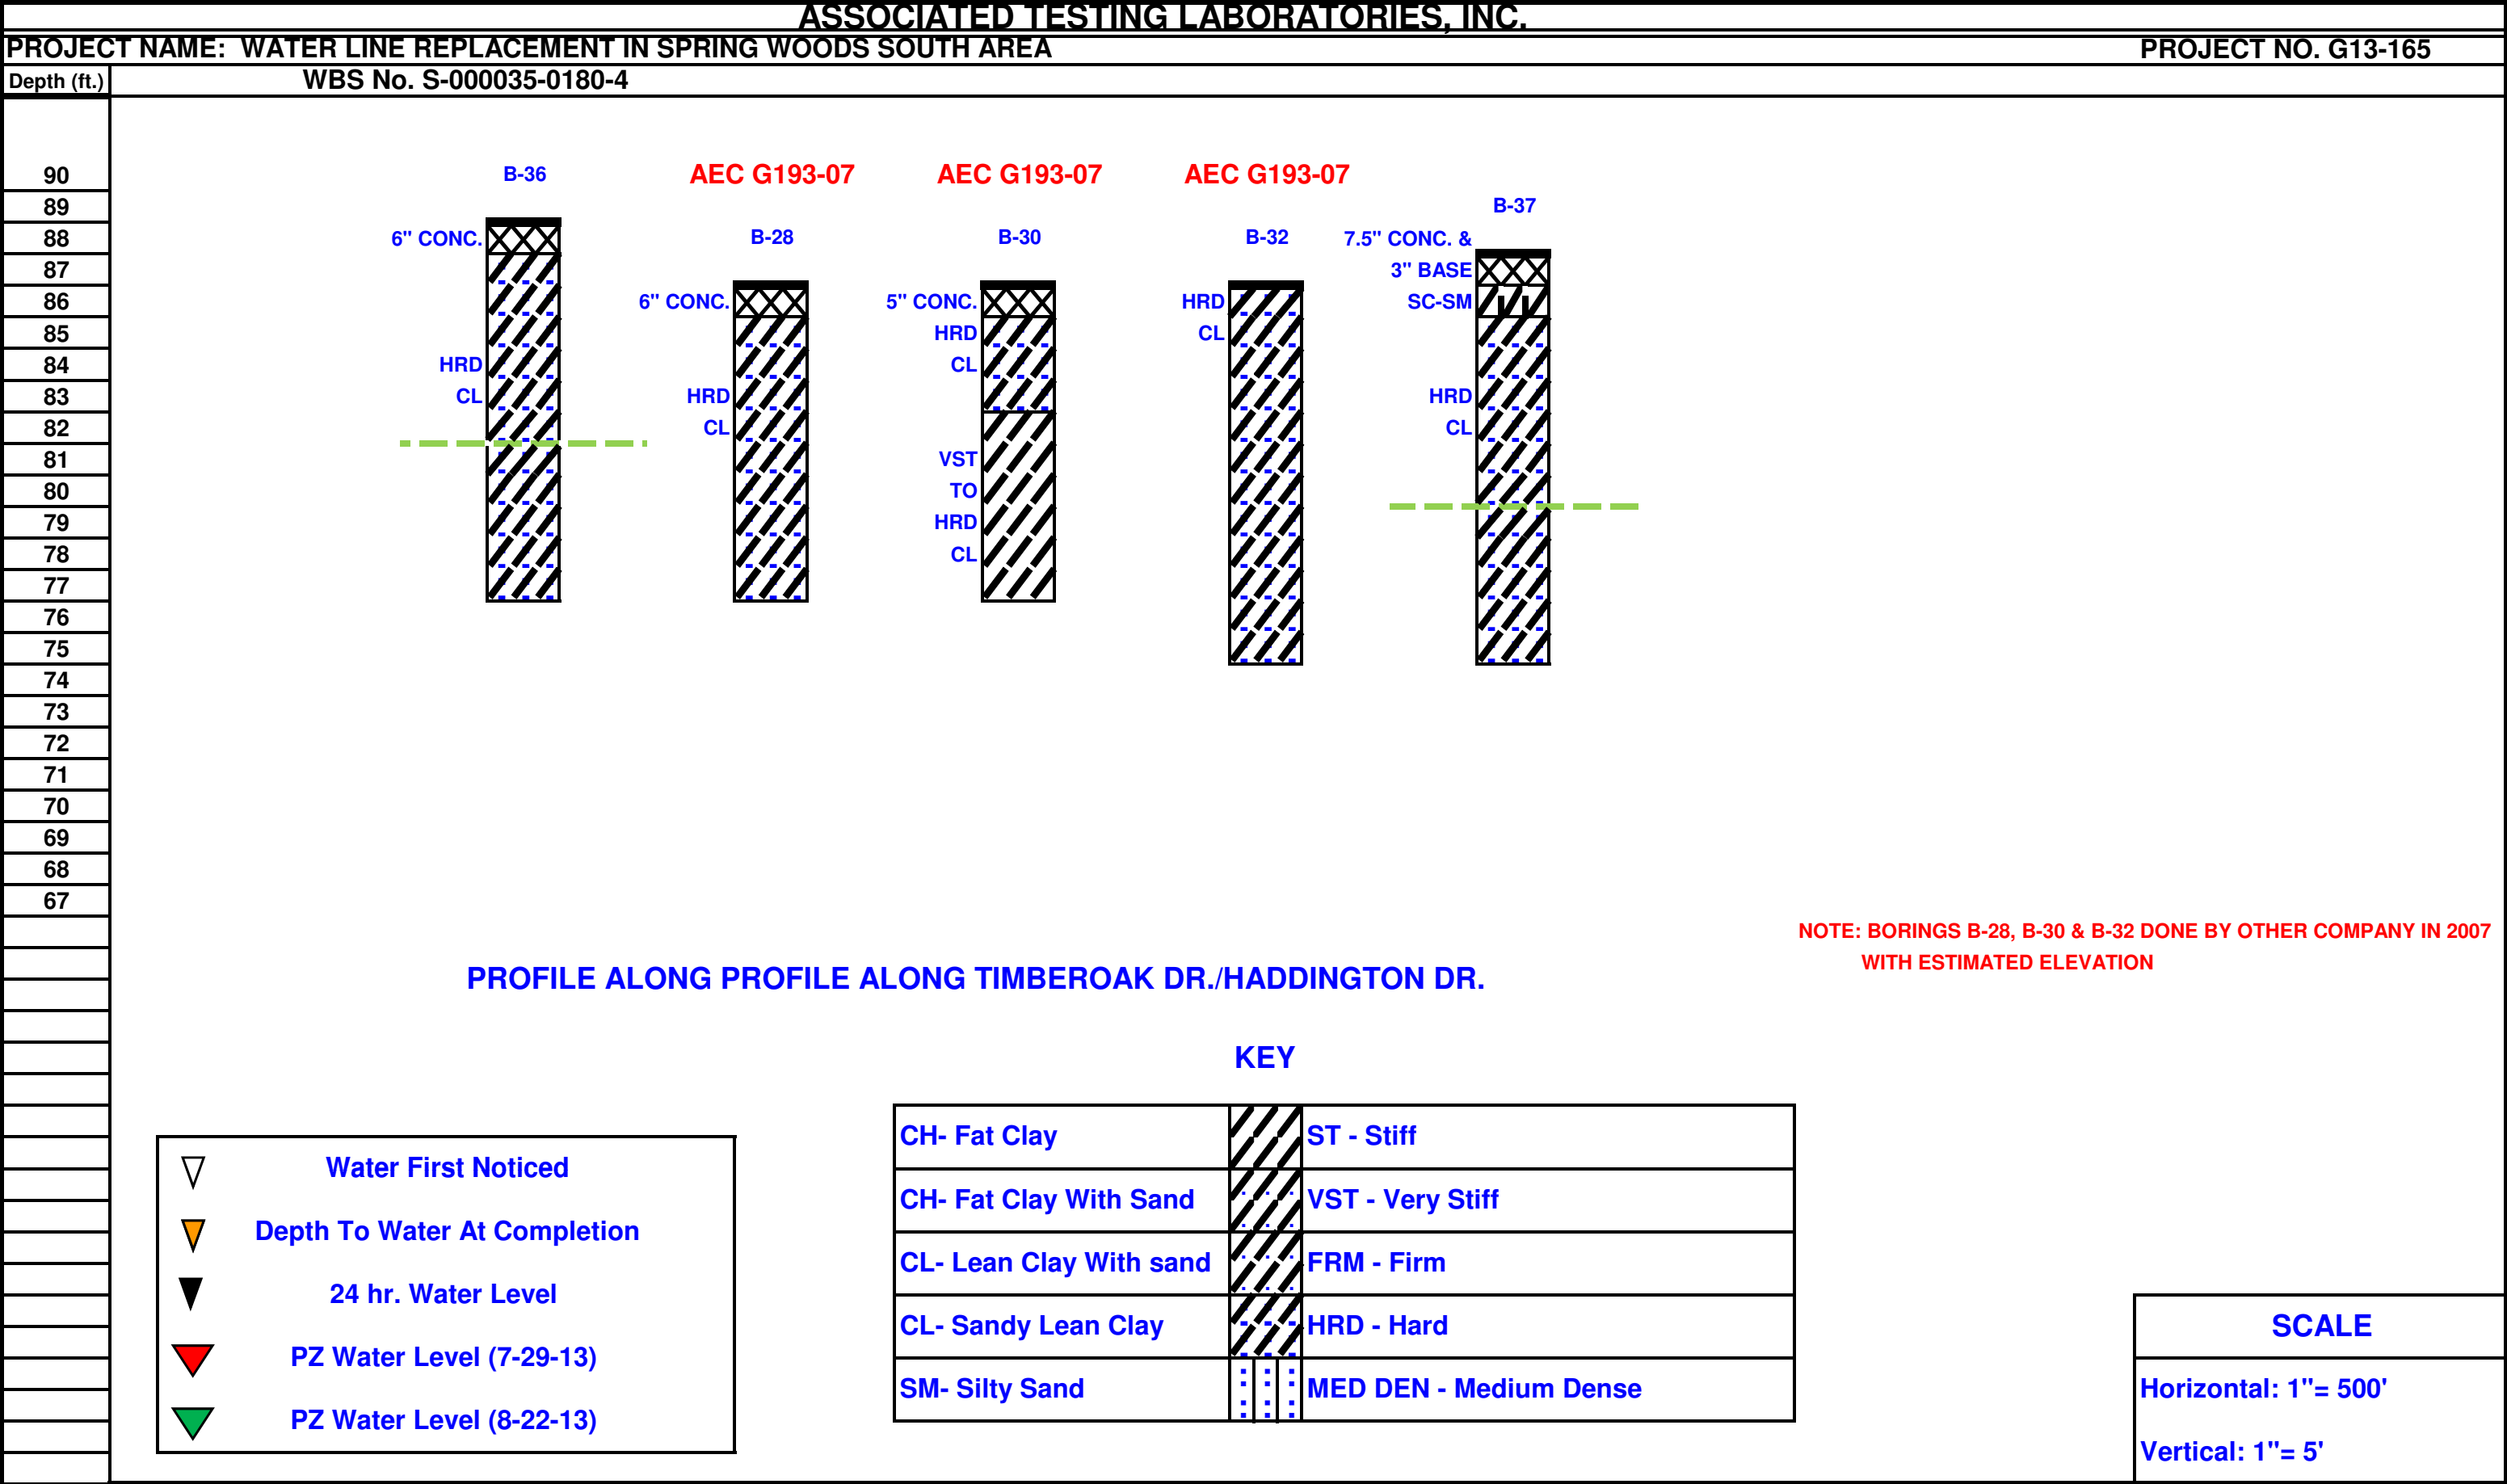 ASSOCIATED TESTING LABORATORIES, INC.
PROJECT NAME: WATER LINE REPLACEMENT IN SPRING WOODS SOUTH AREA PROJECT NO. G13-165
Depth (ft.) WBS No. S-000035-0180-4
90 B-36 AEC G193-07 AEC G193-07 AEC G193-07
89 B-37
88 6" CONC. B-28 B-30 B-32 7.5" CONC. &
87 3" BASE
86 6" CONC. 5" CONC. HRD SC-SM
85 HRD CL
84 HRD CL
83 CL HRD HRD
82 CL CL
81 VST
80 TO
79 HRD
78 CL
77
76
75
74
73
72
71
70
69
68
67
NOTE: BORINGS B-28, B-30 & B-32 DONE BY OTHER COMPANY IN 2007
WITH ESTIMATED ELEVATION
PROFILE ALONG PROFILE ALONG TIMBEROAK DR./HADDINGTON DR.
KEY
Water First Noticed
Depth To Water At Completion
24 hr. Water Level
PZ Water Level (7-29-13)
PZ Water Level (8-22-13)
CH- Fat Clay ST - Stiff
CH- Fat Clay With Sand VST - Very Stiff
CL- Lean Clay With sand FRM - Firm
CL- Sandy Lean Clay HRD - Hard
SM- Silty Sand MED DEN - Medium Dense
SCALE
Horizontal: 1"= 500'
Vertical: 1"= 5'